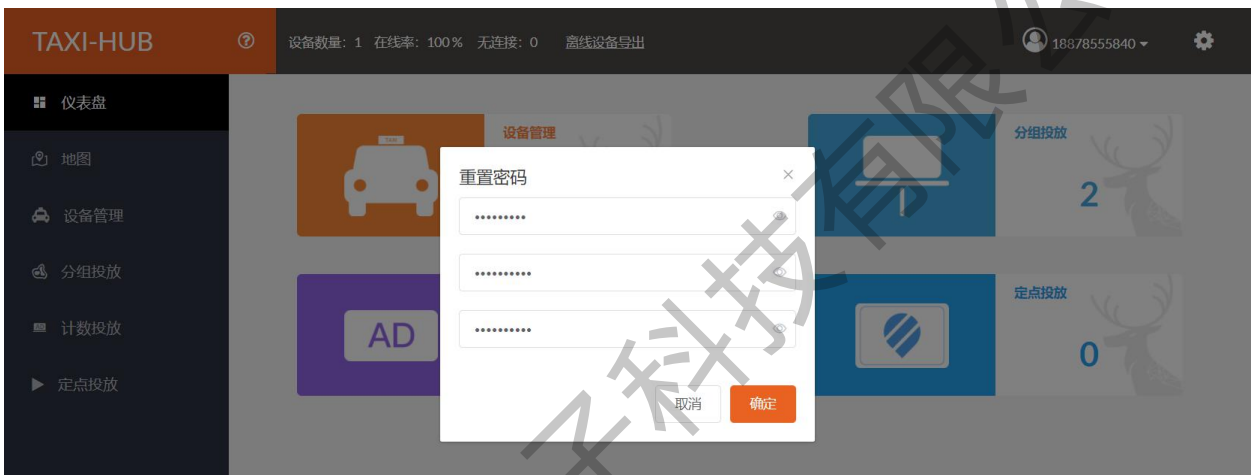 TAXI-HUB
设备数量：1 在线率：100% 无连接：0 离线设备导出
18878555840
仪表盘
地图
设备管理
分组投放
计数投放
定点投放
TAXI
设备管理
分组投放
2
AD
定点投放
0
重置密码
•••••••••
••••••••••
••••••••••
取消
确定
子科技有限公